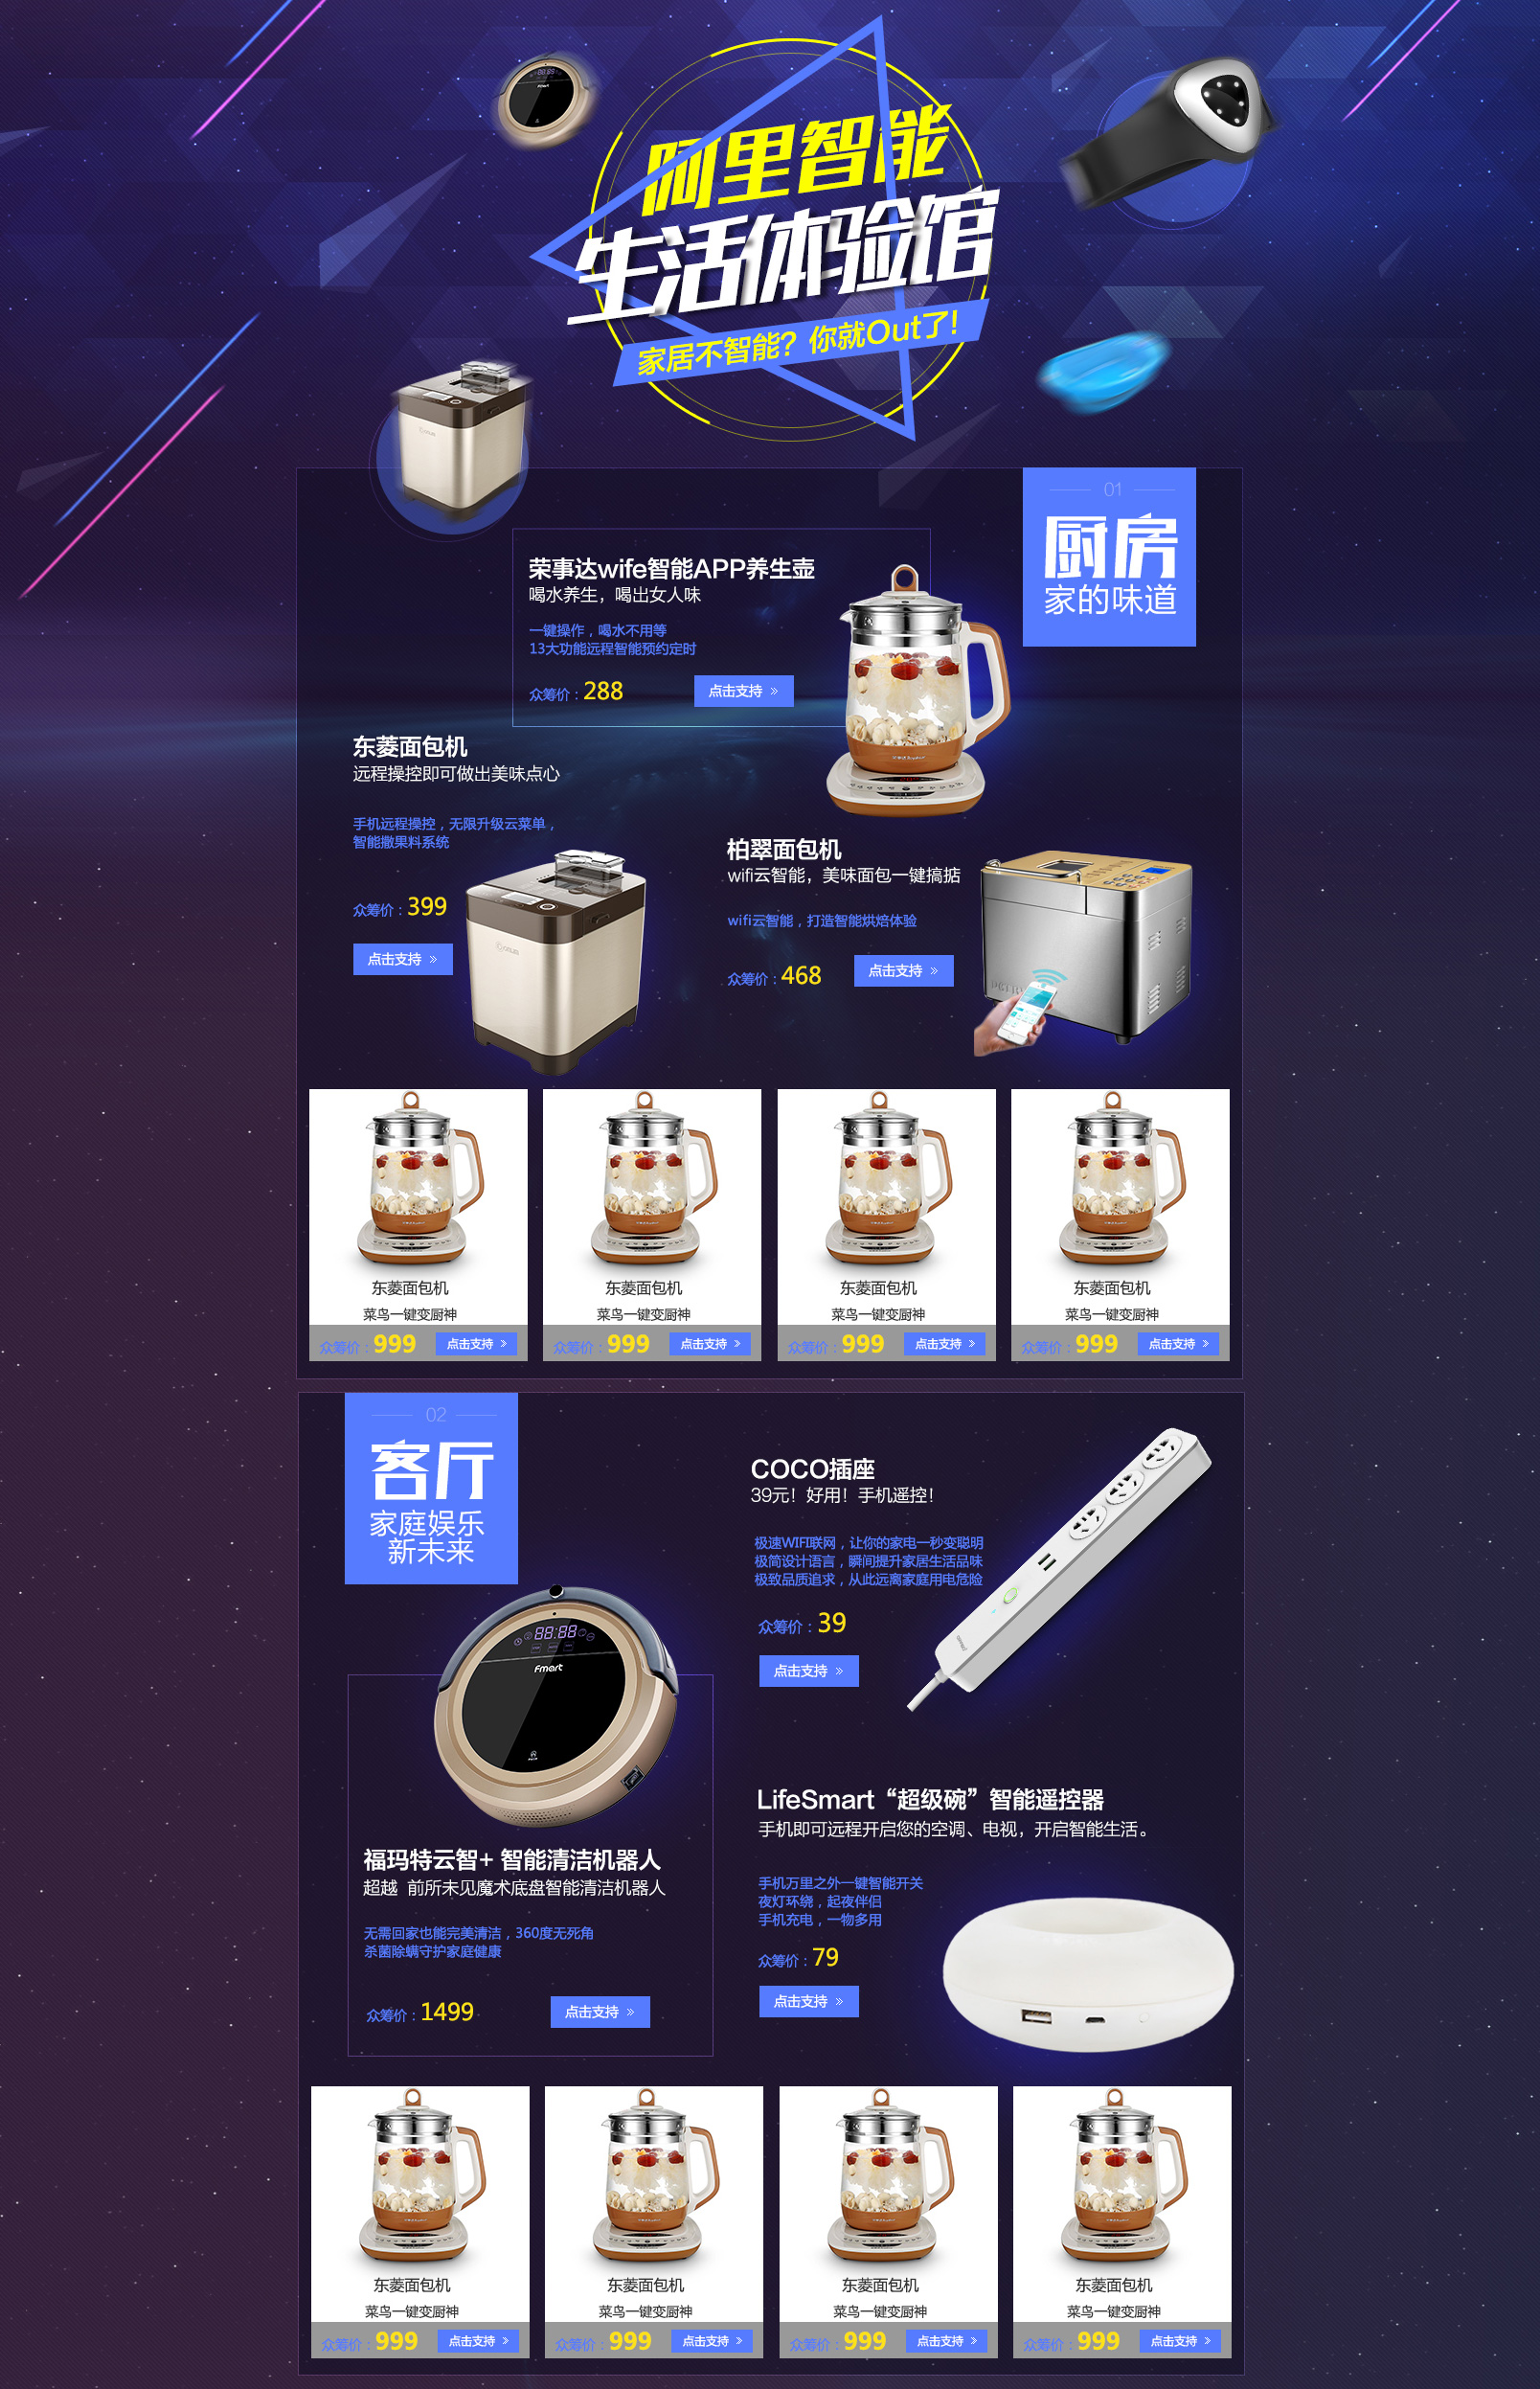 阿里智能
生活体验馆
家居不智能？你就Out了!
01
厨房
家的味道
荣事达wife智能APP养生壶
喝水养生，喝出女人味
一键操作，喝水不用等
13大功能远程智能预约定时
众筹价：288
点击支持 »
东菱面包机
远程操控即可做出美味点心
手机远程操控，无限升级云菜单，
智能撒果料系统
众筹价：399
点击支持 »
柏翠面包机
wifi云智能，美味面包一键搞掂
wifi云智能，打造智能烘焙体验
众筹价：468
点击支持 »
东菱面包机
菜鸟一键变厨神
众筹价：999
点击支持 »
东菱面包机
菜鸟一键变厨神
众筹价：999
点击支持 »
东菱面包机
菜鸟一键变厨神
众筹价：999
点击支持 »
东菱面包机
菜鸟一键变厨神
众筹价：999
点击支持 »
02
客厅
家庭娱乐
新未来
COCO插座
39元！好用！手机遥控！
极速WIFI联网，让你的家电一秒变聪明
极简设计语言，瞬间提升家居生活品味
极致品质追求，从此远离家庭用电危险
众筹价：39
点击支持 »
88:88
Fmart
福玛特云智+ 智能清洁机器人
超越 前所未见魔术底盘智能清洁机器人
无需回家也能完美清洁，360度无死角
杀菌除螨守护家庭健康
众筹价：1499
点击支持 »
LifeSmart“超级碗”智能遥控器
手机即可远程开启您的空调、电视，开启智能生活。
手机万里之外一键智能开关
夜灯环绕，起夜伴侣
手机充电，一物多用
众筹价：79
点击支持 »
东菱面包机
菜鸟一键变厨神
众筹价：999
点击支持 »
东菱面包机
菜鸟一键变厨神
众筹价：999
点击支持 »
东菱面包机
菜鸟一键变厨神
众筹价：999
点击支持 »
东菱面包机
菜鸟一键变厨神
众筹价：999
点击支持 »